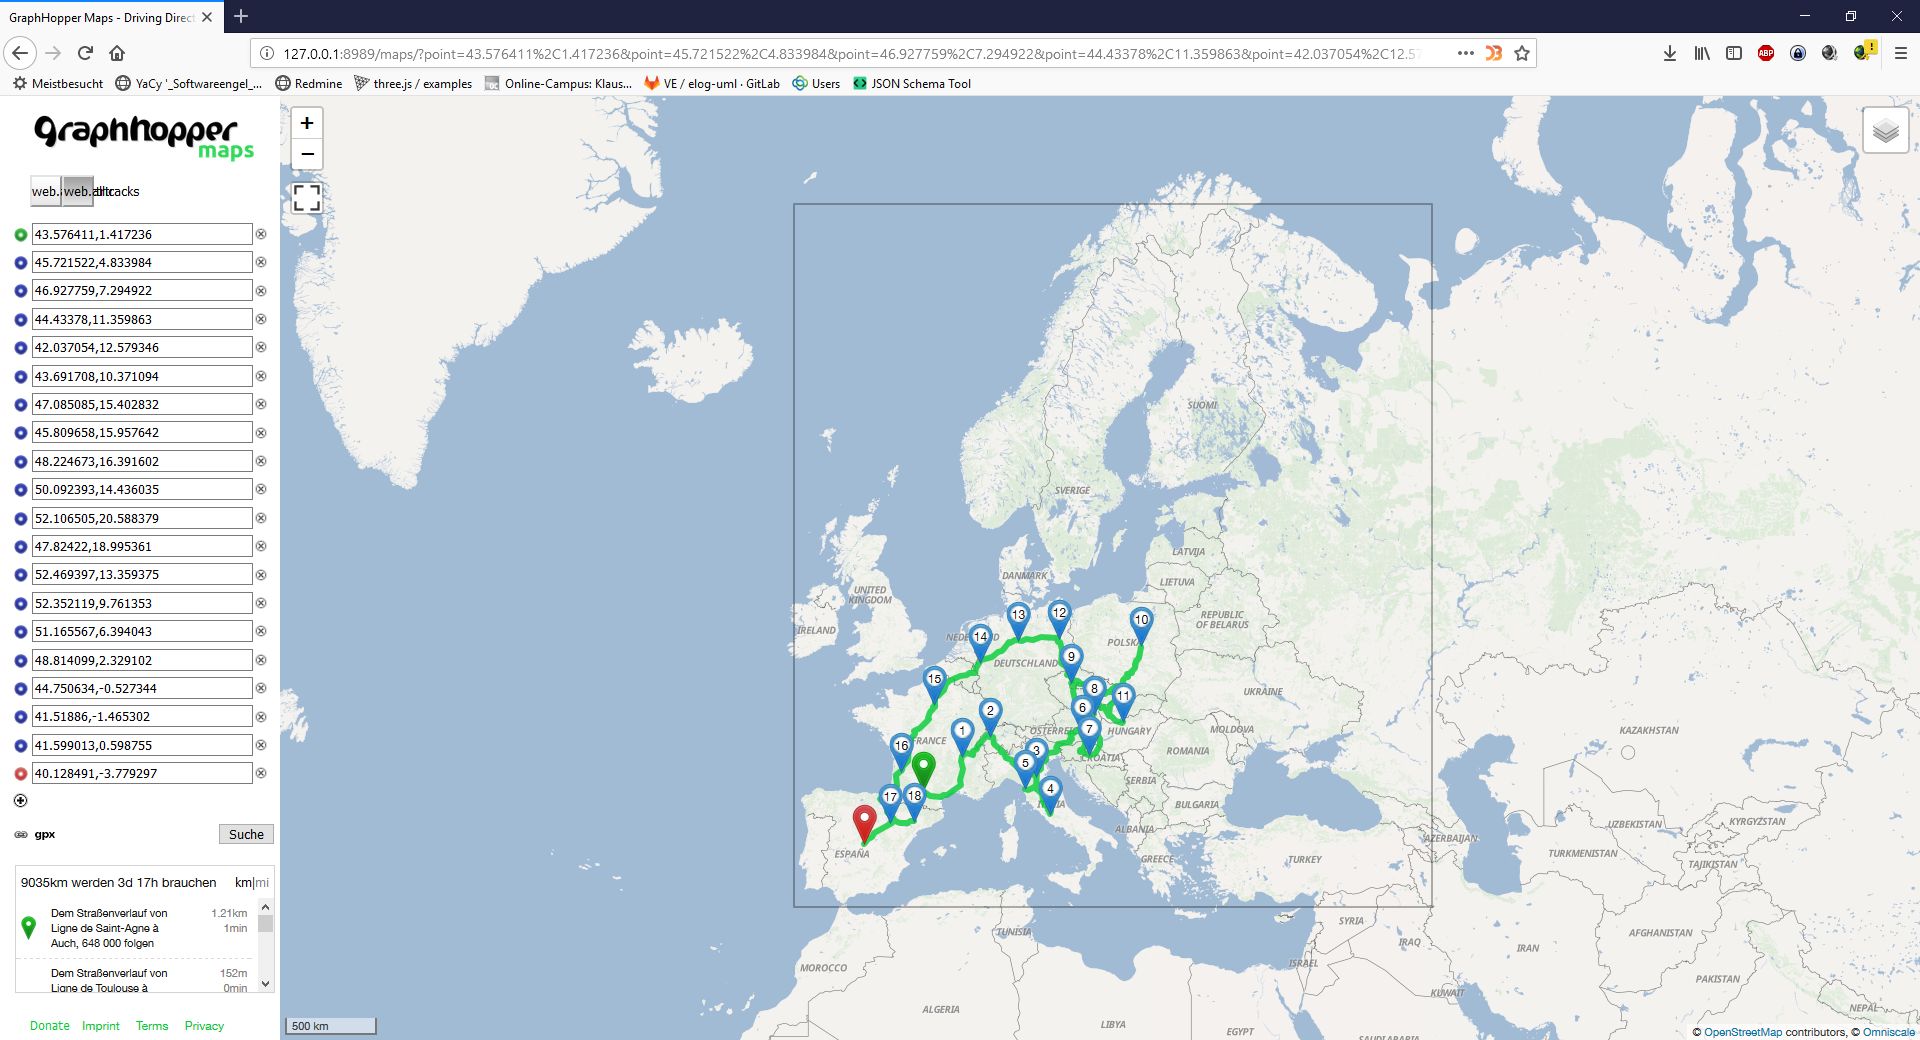 GraphHopper Maps - Driving Direct
127.0.0.1:8989/maps/?point=43.576411%2C1.417236&point=45.721522%2C4.833984&point=46.927759%2C7.294922&point=44.43378%2C11.359863&point=42.037054%2C12.57
Meistbesucht
YaCy '_Softwareengel_...
Redmine
three.js / examples
Online-Campus: Klaus...
VE / elog-uml · GitLab
Users
JSON Schema Tool
ABP
graphhopper
maps
43.576411,1.417236
45.721522,4.833984
46.927759,7.294922
44.43378,11.359863
42.037054,12.579346
43.691708,10.371094
47.085085,15.402832
45.809658,15.957642
48.224673,16.391602
50.092393,14.436035
52.106505,20.588379
47.82422,18.995361
52.469397,13.359375
52.352119,9.761353
51.165567,6.394043
48.814099,2.329102
44.750634,-0.527344
41.51886,-1.465302
41.599013,0.598755
40.128491,-3.779297
gpx
Suche
9035km werden 3d 17h brauchen
km|mi
Dem Straßenverlauf von 1.21km
Ligne de Saint-Agne à 1min
Auch, 648 000 folgen
Dem Straßenverlauf von 152m
Ligne de Toulouse à 0min
Donate
Imprint
Terms
Privacy
+
−
SUOMI
SVERIGE
LATVIJA
DANMARK
LIETUVA
UNITED
KINGDOM
REPUBLIC
OF BELARUS
13
12
10
IRELAND
14
POLSKA
DEUTSCHLAND
9
15
8
11
UKRAINE
2
6
1
7
HUNGARY
MOLDOVA
KAZAKHSTAN
16
FRANCE
3
ROMANIA
CROATIA
5
SERBIA
4
17
18
BULGARIA
ALBANIA
UZBEKISTAN
KYRGYZSTAN
AZERBAIJAN
ESPAÑA
GREECE
TURKEY
TURKMENISTAN
TAJIKISTAN
SYRIA
TUNISIA
IRAQ
IRAN
AFGHANISTAN
MOROCCO
ISRAEL
PAKISTAN
KUWAIT
ALGERIA
LIBYA
EGYPT
NEPAL
SAUDI ARABIA
500 km
© OpenStreetMap contributors, © Omniscale